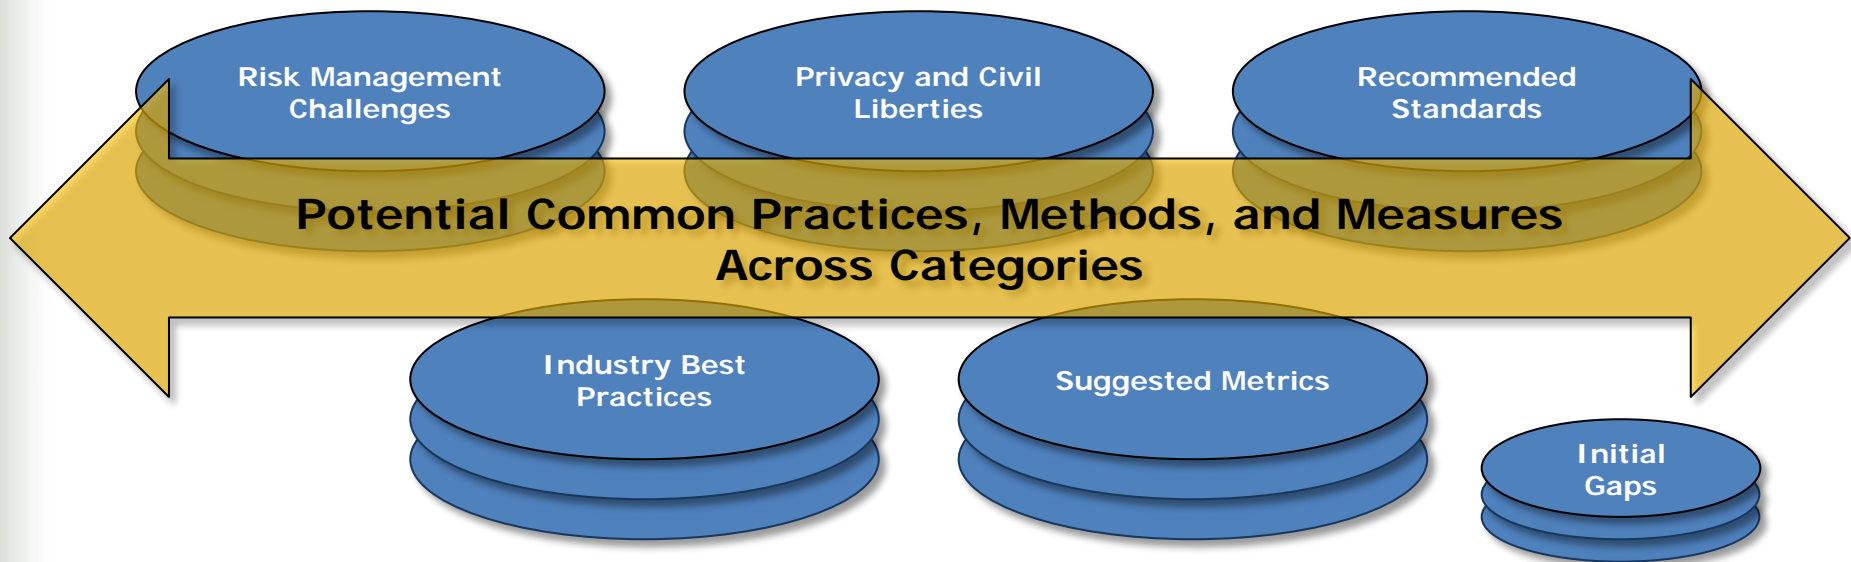 Risk Management
Challenges
Privacy and Civil
Liberties
Recommended
Standards
Potential Common Practices, Methods, and Measures
Across Categories
Industry Best
Practices
Suggested Metrics
Initial
Gaps